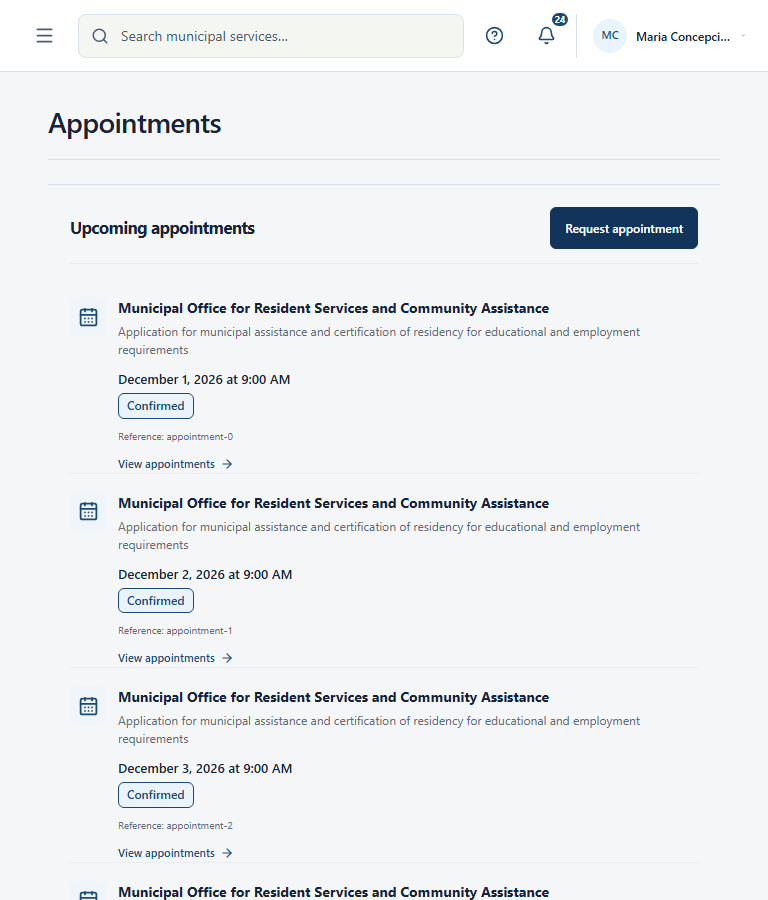 Search municipal services...
24
MC
Maria Concepci...
Appointments
Upcoming appointments
Request appointment
Municipal Office for Resident Services and Community Assistance
Application for municipal assistance and certification of residency for educational and employment
requirements
December 1, 2026 at 9:00 AM
Confirmed
Reference: appointment-0
View appointments
Municipal Office for Resident Services and Community Assistance
Application for municipal assistance and certification of residency for educational and employment
requirements
December 2, 2026 at 9:00 AM
Confirmed
Reference: appointment-1
View appointments
Municipal Office for Resident Services and Community Assistance
Application for municipal assistance and certification of residency for educational and employment
requirements
December 3, 2026 at 9:00 AM
Confirmed
Reference: appointment-2
View appointments
Municipal Office for Resident Services and Community Assistance